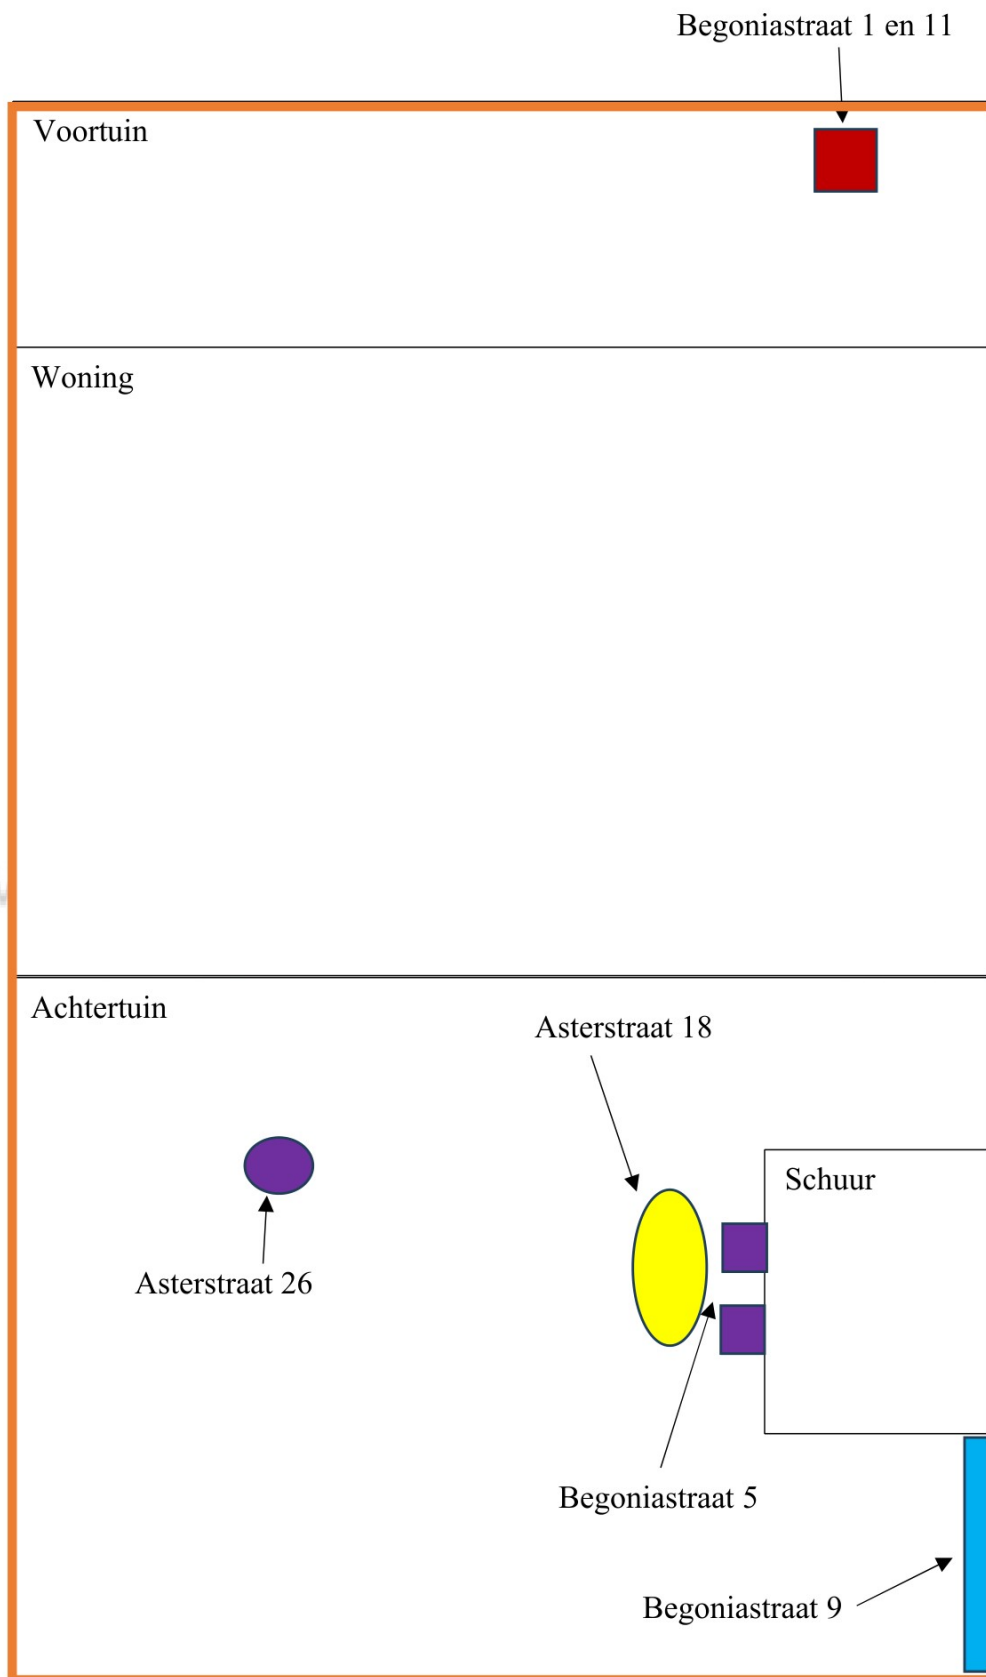 Begoniastraat 1 en 11
Voortuin
Woning
Achtertuin
Asterstraat 18
Schuur
Asterstraat 26
Begoniastraat 5
Begoniastraat 9